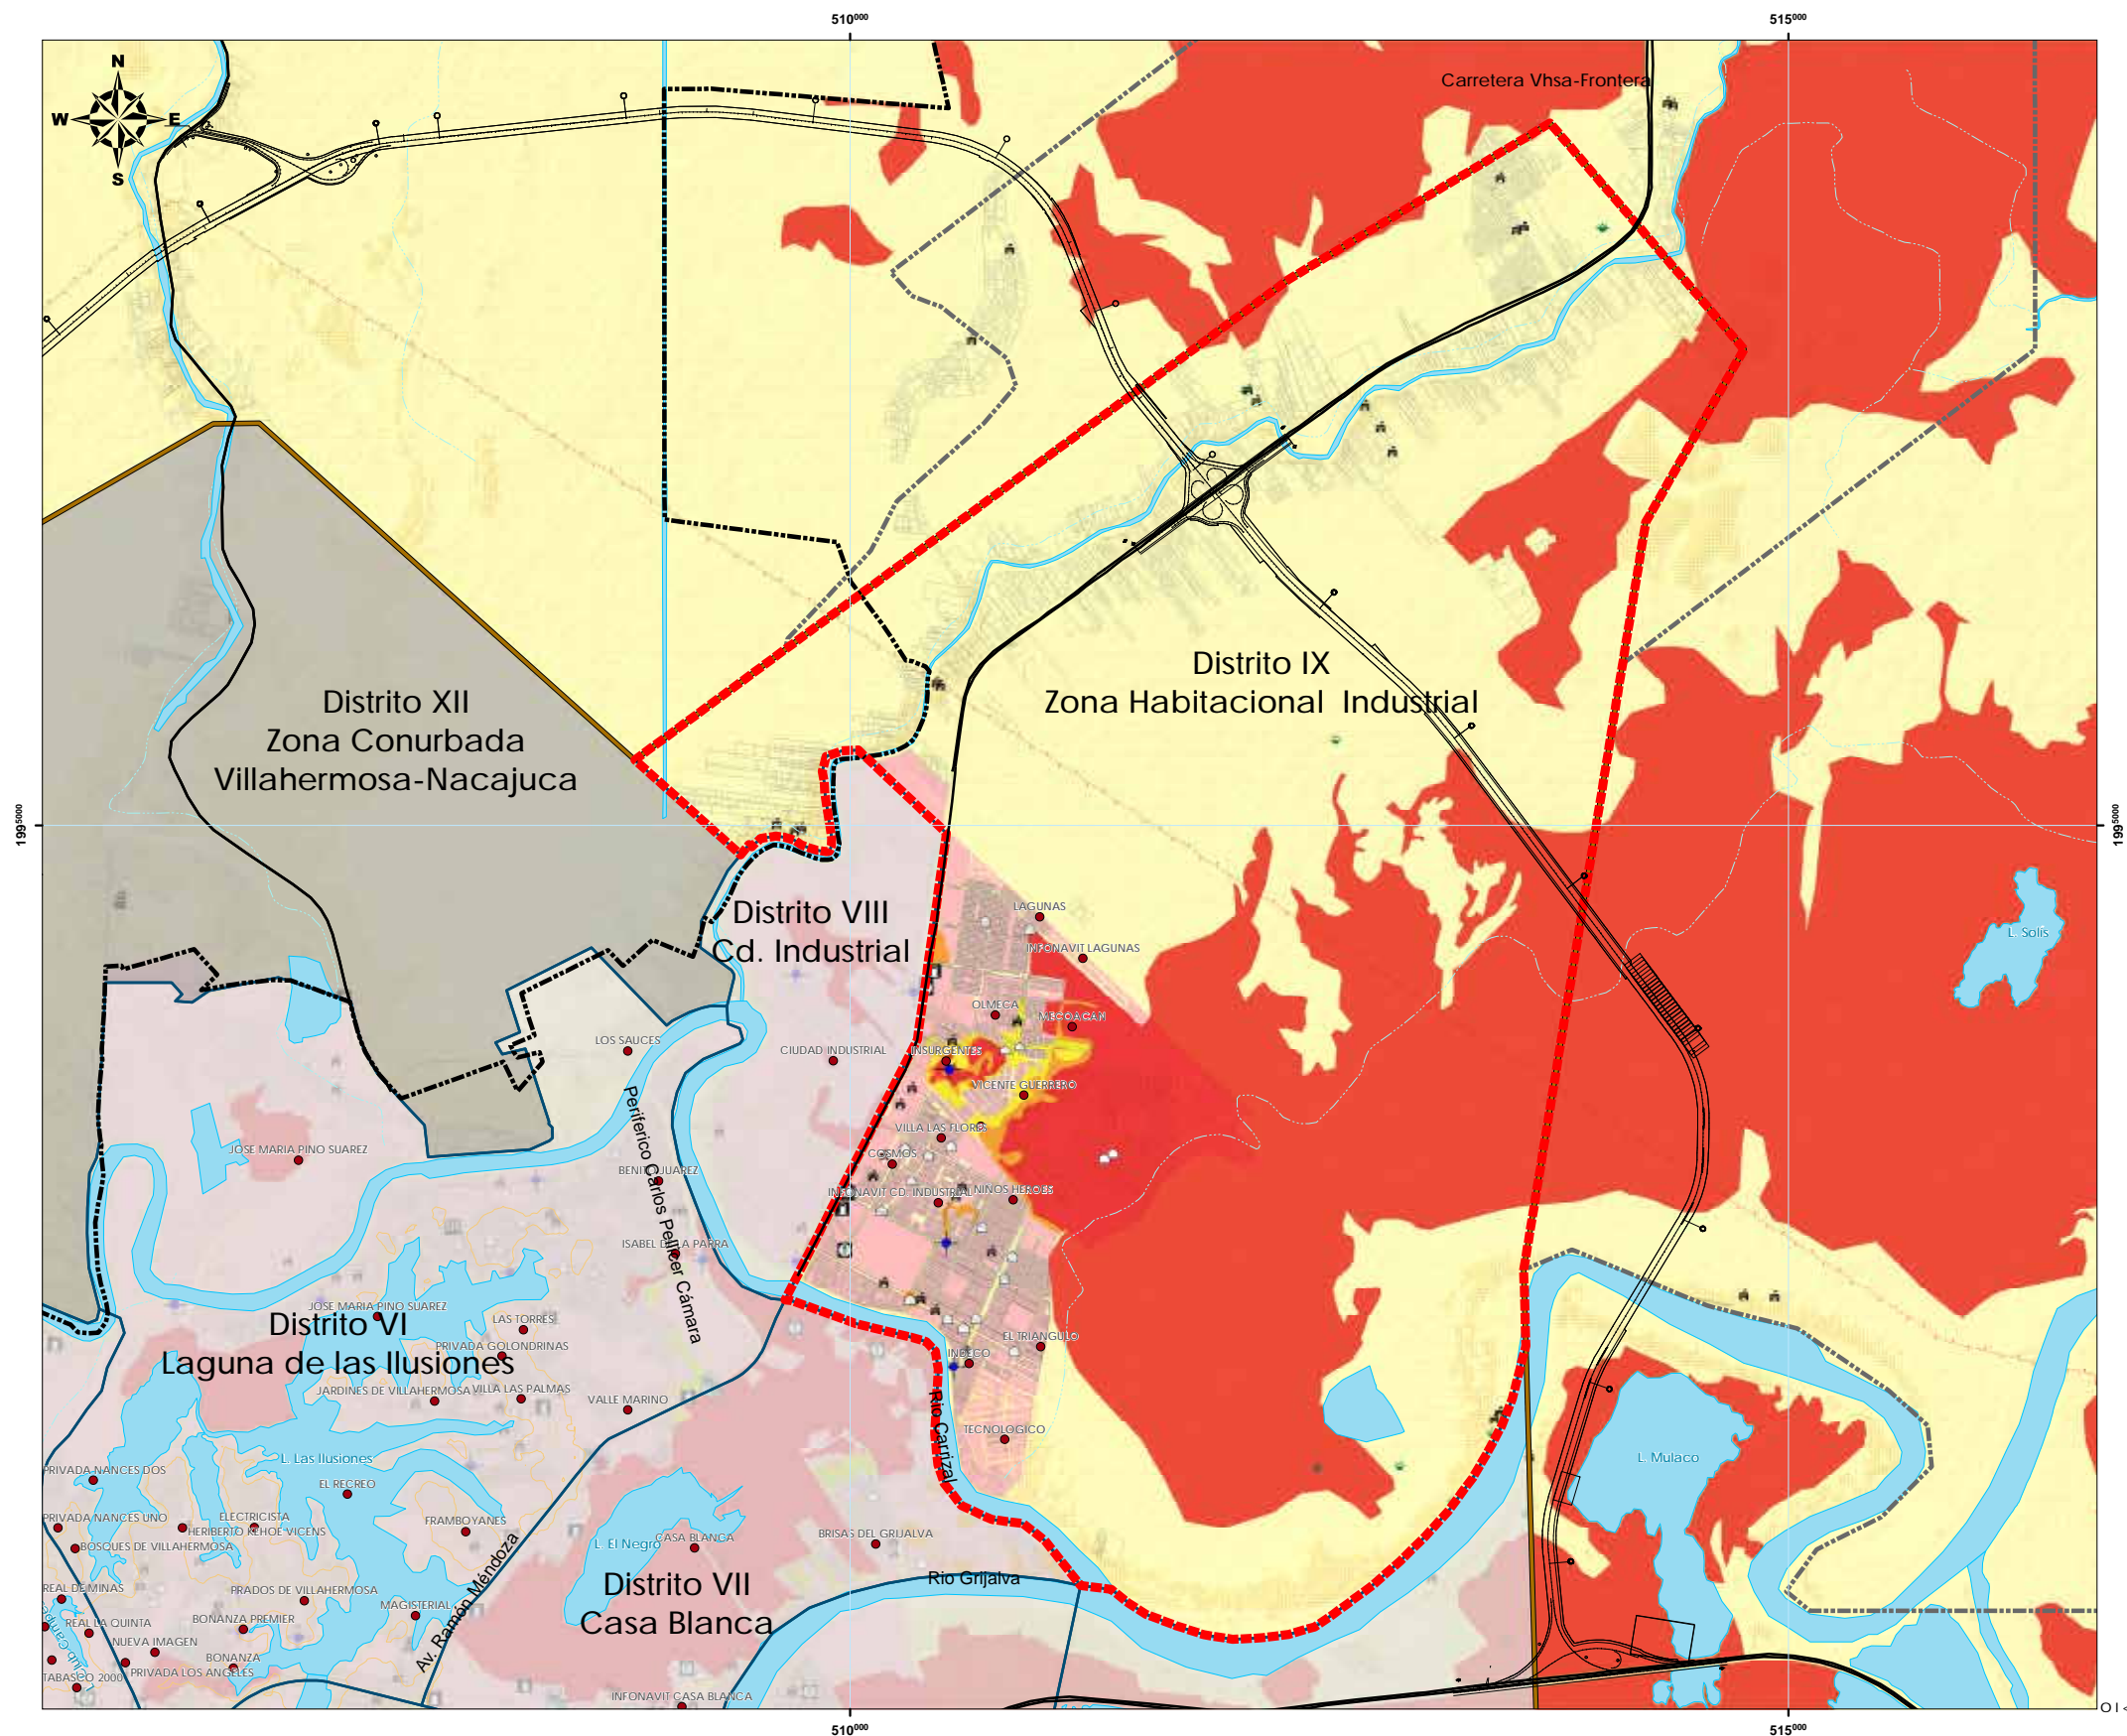 510000
515000
N
W
E
S
Carretera Vhsa-Frontera
Distrito IX
Zona Habitacional Industrial
Distrito XII
Zona Conurbada
Villahermosa-Nacajuca
1995000
1995000
Distrito VIII
Cd. Industrial
LAGUNAS
INFONAVIT LAGUNAS
L. Solís
OLMECA
MECOACAN
LOS SAUCES
CIUDAD INDUSTRIAL
INSURGENTES
VICENTE GUERRERO
Periferico Carlos Pellicer Cámara
VILLA LAS FLORES
JOSE MARIA PINO SUAREZ
COSMOS
BENITO JUAREZ
INFONAVIT CD. INDUSTRIAL
NIÑOS HEROES
ISABEL DE LA PARRA
JOSE MARIA PINO SUAREZ
Distrito VI
Laguna de las Ilusiones
LAS TORRES
PRIVADA GOLONDRINAS
EL TRIANGULO
INDECO
JARDINES DE VILLAHERMOSA
VILLA LAS PALMAS
VALLE MARINO
Rio Carrizal
TECNOLOGICO
L. Las Ilusiones
L. Mulaco
PRIVADA NANCES DOS
EL RECREO
PRIVADA NANCES UNO
ELECTRICISTA
HERIBERTO KEHOE VICENS
FRAMBOYANES
BOSQUES DE VILLAHERMOSA
L. El Negro
CASA BLANCA
BRISAS DEL GRIJALVA
Av. Ramón Méndoza
Rio Grijalva
Distrito VII
Casa Blanca
REAL DE MINAS
PRADOS DE VILLAHERMOSA
MAGISTERIAL
REAL LA QUINTA
BONANZA PREMIER
NUEVA IMAGEN
BONANZA
PRIVADA LOS ANGELES
TABASCO 2000
INFONAVIT CASA BLANCA
510000
515000